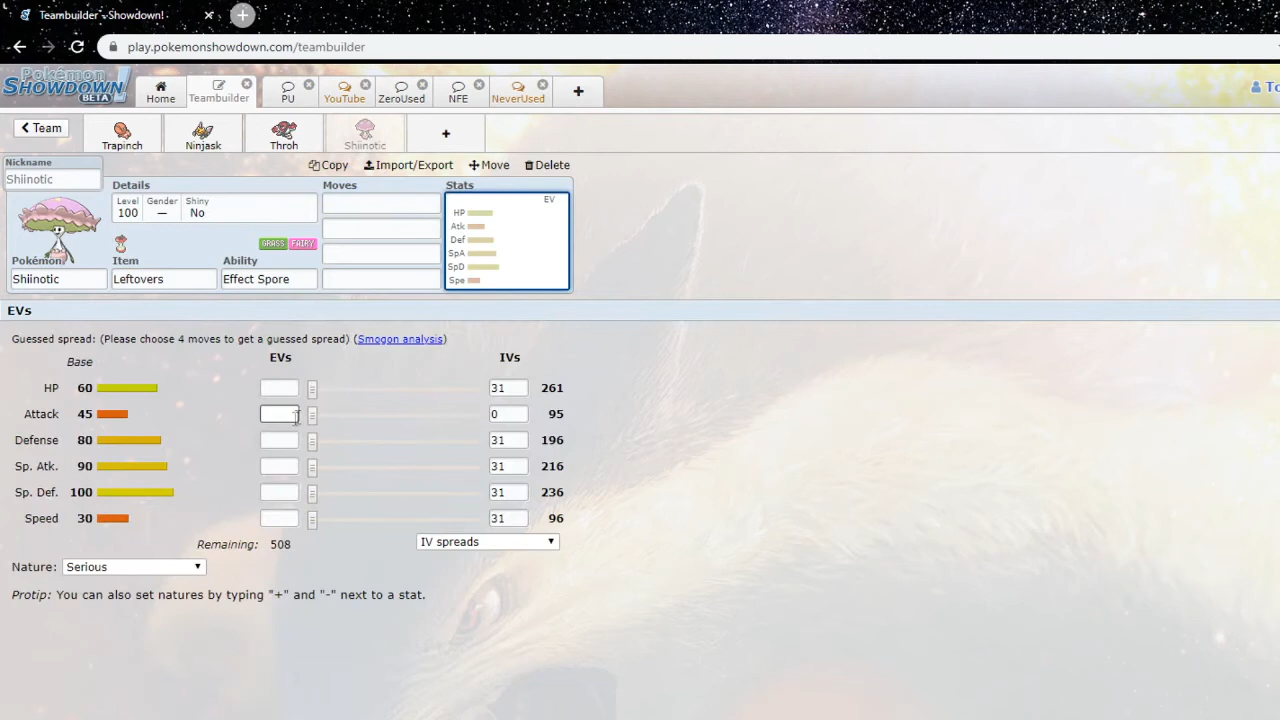 Teambuilder - Showdown!
play.pokemonshowdown.com/teambuilder
Pokémon
SHOWDOWN!
BETA
Home
Teambuilder
PU
YouTube
ZeroUsed
NFE
NeverUsed
To
Team
Trapinch
Ninjask
Throh
Shiinotic
Nickname
Shiinotic
Copy
Import/Export
Move
Delete
Details
Moves
Stats
Level
Gender
Shiny
100
—
No
EV
HP
Atk
Def
SpA
SpD
Spe
GRASS FAIRY
Pokémon
Item
Ability
Shiinotic
Leftovers
Effect Spore
EVs
Guessed spread: (Please choose 4 moves to get a guessed spread) (Smogon analysis)
Base
EVs
IVs
HP 60 31 261
Attack 45 0 95
Defense 80 31 196
Sp. Atk. 90 31 216
Sp. Def. 100 31 236
Speed 30 31 96
Remaining: 508
IV spreads
Nature: Serious
Protip: You can also set natures by typing "+" and "-" next to a stat.